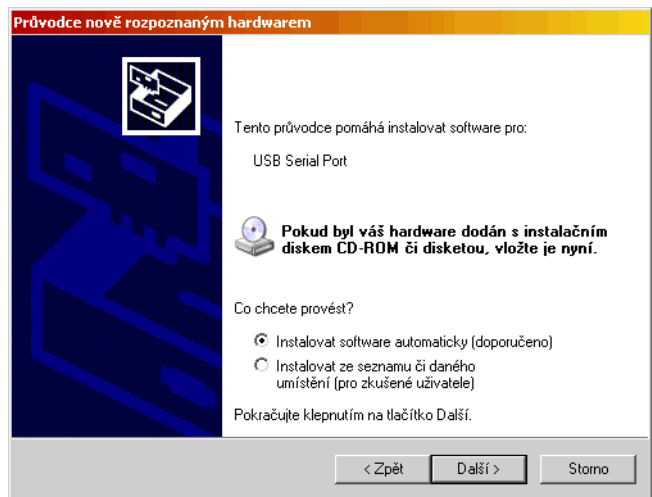 Průvodce nově rozpoznaným hardwarem
Tento průvodce pomáhá instalovat software pro:
USB Serial Port
Pokud byl váš hardware dodán s instalačním
diskem CD-ROM či disketou, vložte je nyní.
Co chcete provést?
Instalovat software automaticky (doporučeno)
Instalovat ze seznamu či daného
umístění (pro zkušené uživatele)
Pokračujte klepnutím na tlačítko Další.
< Zpět
Další >
Storno